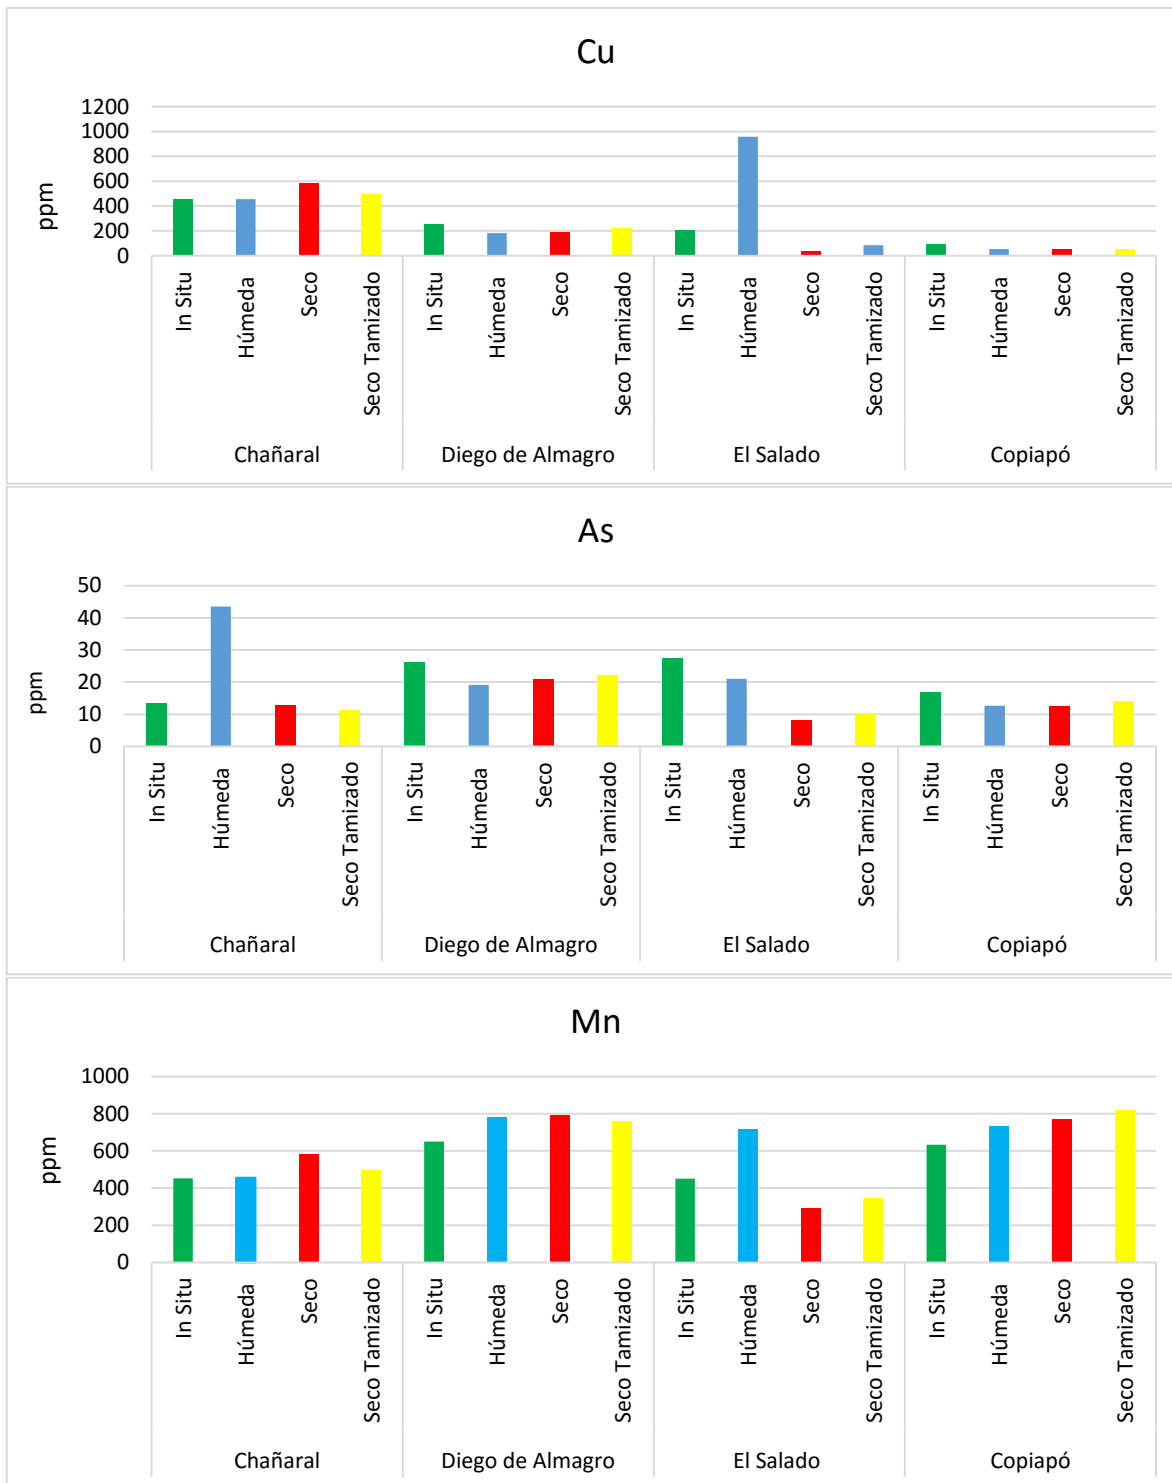 Cu
1200
1000
800
600
400
200
0
ppm
In Situ
Húmeda
Seco
Seco Tamizado
In Situ
Húmeda
Seco
Seco Tamizado
In Situ
Húmeda
Seco
Seco Tamizado
In Situ
Húmeda
Seco
Seco Tamizado
Chañaral
Diego de Almagro
El Salado
Copiapó
As
50
40
30
20
10
0
ppm
In Situ
Húmeda
Seco
Seco Tamizado
In Situ
Húmeda
Seco
Seco Tamizado
In Situ
Húmeda
Seco
Seco Tamizado
In Situ
Húmeda
Seco
Seco Tamizado
Chañaral
Diego de Almagro
El Salado
Copiapó
Mn
1000
800
600
400
200
0
ppm
In Situ
Húmeda
Seco
Seco Tamizado
In Situ
Húmeda
Seco
Seco Tamizado
In Situ
Húmeda
Seco
Seco Tamizado
In Situ
Húmeda
Seco
Seco Tamizado
Chañaral
Diego de Almagro
El Salado
Copiapó